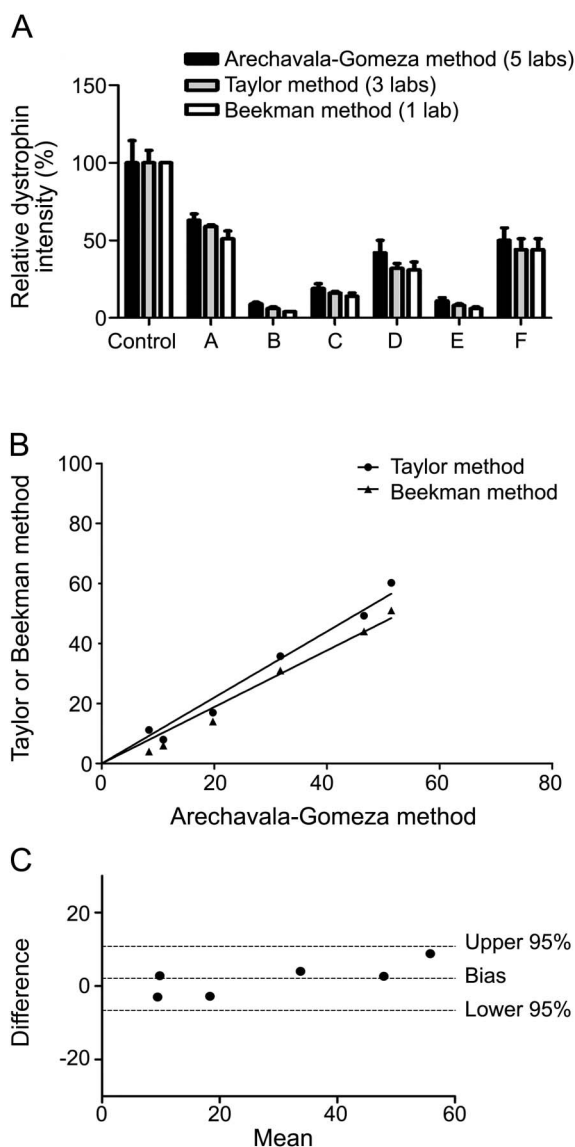 A
Arechavala-Gomeza method (5 labs)
Taylor method (3 labs)
Beekman method (1 lab)
Relative dystrophin
intensity (%)
150
100
50
0
Control A B C D E F
B
Taylor method
Beekman method
Taylor or Beekman method
100
80
60
40
20
0
0 20 40 60 80
Arechavala-Gomeza method
C
Difference
20
0
-20
Upper 95%
Bias
Lower 95%
0 20 40 60
Mean